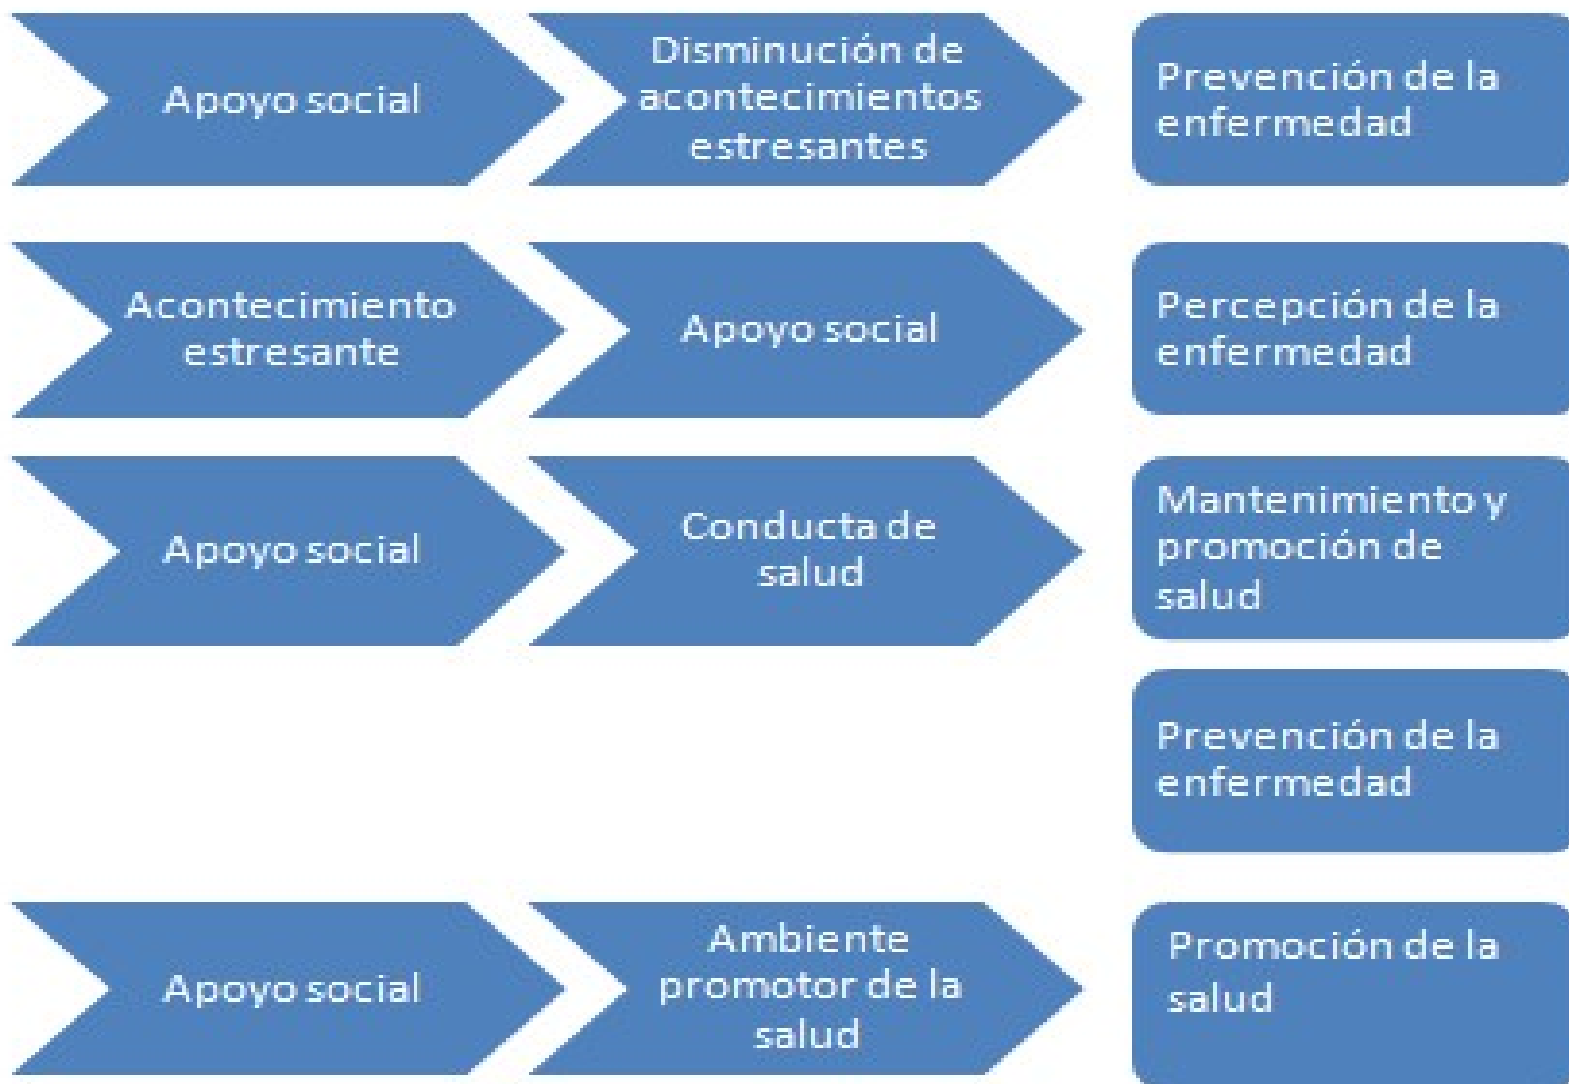 Apoyo social
Disminución de
acontecimientos
estresantes
Prevención de la
enfermedad
Acontecimiento
estresante
Apoyo social
Percepción de la
enfermedad
Apoyo social
Conducta de
salud
Mantenimiento y
promoción de
salud
Prevención de la
enfermedad
Apoyo social
Ambiente
promotor de la
salud
Promoción de la
salud